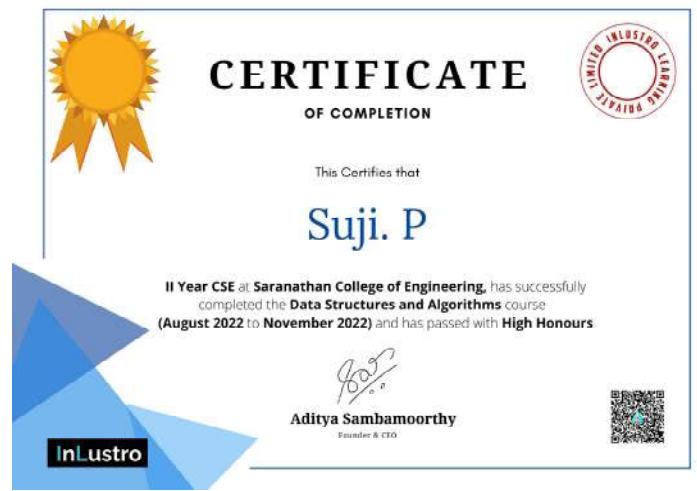 CERTIFICATE
OF COMPLETION
INLUSTRO LEARNING PRIVATE LIMITED
This Certifies that
Suji. P
II Year CSE at Saranathan College of Engineering, has successfully
completed the Data Structures and Algorithms course
(August 2022 to November 2022) and has passed with High Honours
Aditya Sambamoorthy
Founder & CEO
InLustro